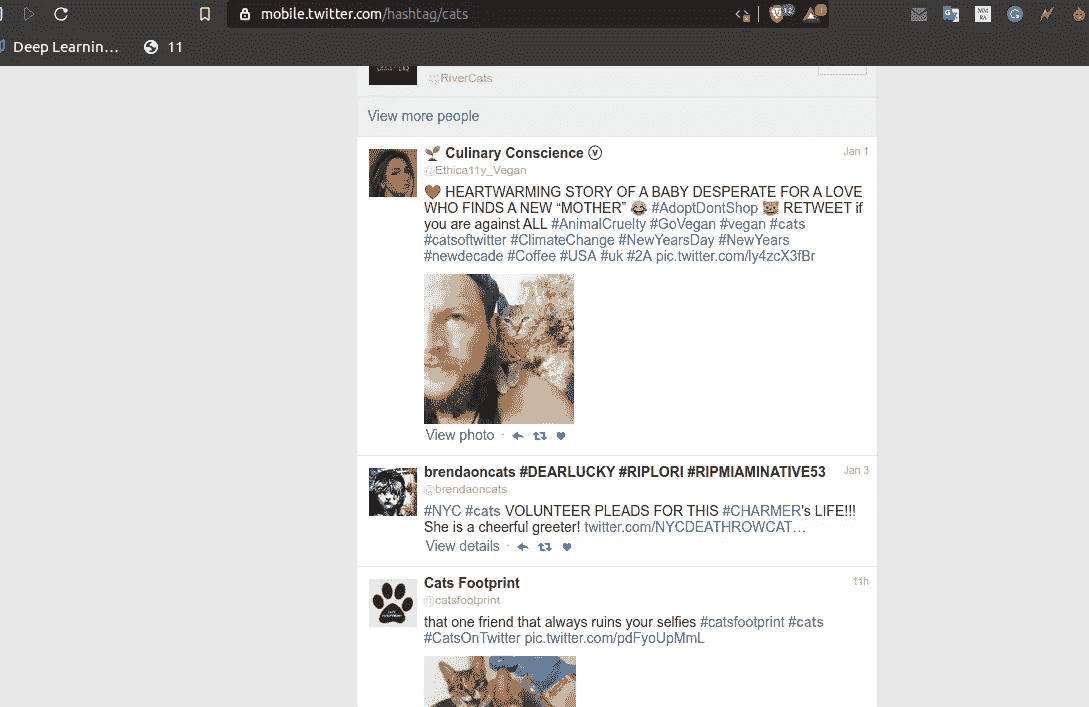 mobile.twitter.com/hashtag/cats
12
1
Deep Learnin...
11
@RiverCats
View more people
Culinary Conscience Ⓥ
Jan 1
@Ethica11y_Vegan
HEARTWARMING STORY OF A BABY DESPERATE FOR A LOVE
WHO FINDS A NEW “MOTHER” #AdoptDontShop RETWEET if
you are against ALL #AnimalCruelty #GoVegan #vegan #cats
#catsoftwitter #ClimateChange #NewYearsDay #NewYears
#newdecade #Coffee #USA #uk #2A pic.twitter.com/ly4zcX3fBr
View photo ·
brendaoncats #DEARLUCKY #RIPLORI #RIPMIAMINATIVE53
Jan 3
@brendaoncats
#NYC #cats VOLUNTEER PLEADS FOR THIS #CHARMER's LIFE!!!
She is a cheerful greeter! twitter.com/NYCDEATHROWCAT…
View details ·
Cats Footprint
11h
@catsfootprint
that one friend that always ruins your selfies #catsfootprint #cats
#CatsOnTwitter pic.twitter.com/pdFyoUpMmL